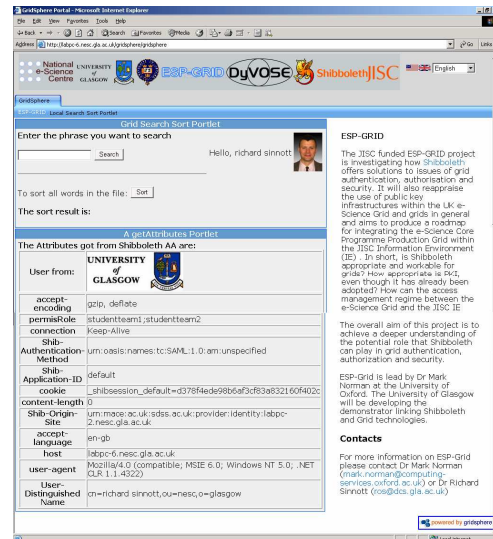 GridSphere Portal - Microsoft Internet Explorer
File Edit View Favorites Tools Help
Back Search Favorites Media
Address http://labpc-6.nesc.gla.ac.uk/gridsphere/gridsphere Go Links
National e-Science Centre
UNIVERSITY of GLASGOW
ESP-GRID
DyVOSE
Shibboleth
JISC
English
GridSphere
ESP-GRID Local Search Sort Portlet
Grid Search Sort Portlet
Enter the phrase you want to search
Search
Hello, richard sinnott
To sort all words in the file: Sort
The sort result is:
A getAttributes Portlet
The Attributes got from Shibboleth AA are:
User from: UNIVERSITY of GLASGOW
accept-encoding gzip, deflate
permisRole studentteam1;studentteam2
connection Keep-Alive
Shib-Authentication-Method urn:oasis:names:tc:SAML:1.0:am:unspecified
Shib-Application-ID default
cookie _shibsession_default=d378f4ede98b6af3cf83a832160f402c
content-length 0
Shib-Origin-Site urn:mace:ac.uk:sdss.ac.uk:provider:identity:labpc-2.nesc.gla.ac.uk
accept-language en-gb
host labpc-6.nesc.gla.ac.uk
user-agent Mozilla/4.0 (compatible; MSIE 6.0; Windows NT 5.0; .NET CLR 1.1.4322)
User-Distinguished Name cn=richard sinnott,ou=nesc,o=glasgow
ESP-GRID
The JISC funded ESP-GRID project
is investigating how Shibboleth
offers solutions to issues of grid
authentication, authorisation and
security. It will also reappraise
the use of public key
infrastructures within the UK e-
Science Grid and grids in general
and aims to produce a roadmap
for integrating the e-Science Core
Programme Production Grid within
the JISC Information Environment
(IE) . In short, is Shibboleth
appropriate and workable for
grids? How appropriate is PKI,
even though it has already been
adopted? How can the access
management regime between the
e-Science Grid and the JISC IE
The overall aim of this project is to
achieve a deeper understanding of
the potential role that Shibboleth
can play in grid authentication,
authorization and security.
ESP-Grid is lead by Dr Mark
Norman at the University of
Oxford. The University of Glasgow
will be developing the
demonstrator linking Shibboleth
and Grid technologies.
Contacts
For more information on ESP-Grid
please contact Dr Mark Norman
(mark.norman@computing-
services.oxford.ac.uk) or Dr Richard
Sinnott (ros@dcs.gla.ac.uk)
powered by gridsphere
Local intranet